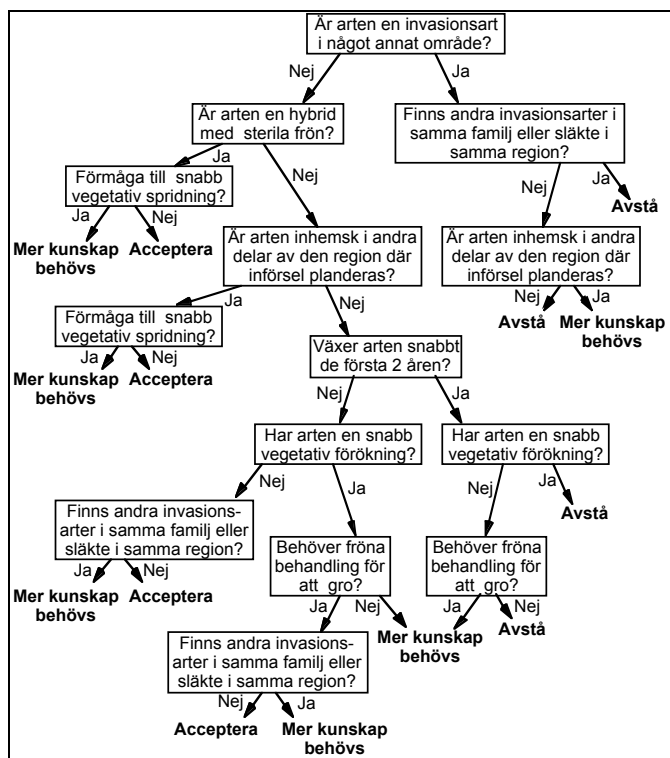 Är arten en invasionsart
i något annat område?
Nej
Ja
Är arten en hybrid
med sterila frön?
Finns andra invasionsarter i
samma familj eller släkte i
samma region?
Ja
Nej
Ja
Avstå
Nej
Förmåga till snabb
vegetativ spridning?
Ja
Nej
Mer kunskap
behövs
Acceptera
Är arten inhemsk i andra
delar av den region där
införsel planderas?
Är arten inhemsk i andra
delar av den region där
införsel planderas?
Nej
Ja
Avstå
Mer kunskap
behövs
Ja
Nej
Förmåga till snabb
vegetativ spridning?
Ja
Nej
Mer kunskap
behövs
Acceptera
Växer arten snabbt
de första 2 åren?
Nej
Ja
Har arten en snabb
vegetativ förökning?
Har arten en snabb
vegetativ förökning?
Nej
Ja
Nej
Ja
Avstå
Finns andra invasions-
arter i samma familj eller
släkte i samma region?
Ja
Nej
Mer kunskap
behövs
Acceptera
Behöver fröna
behandling för
att gro?
Behöver fröna
behandling för
att gro?
Ja
Nej
Ja
Nej
Avstå
Mer kunskap
behövs
Finns andra invasions-
arter i samma familj eller
släkte i samma region?
Nej
Ja
Acceptera
Mer kunskap
behövs